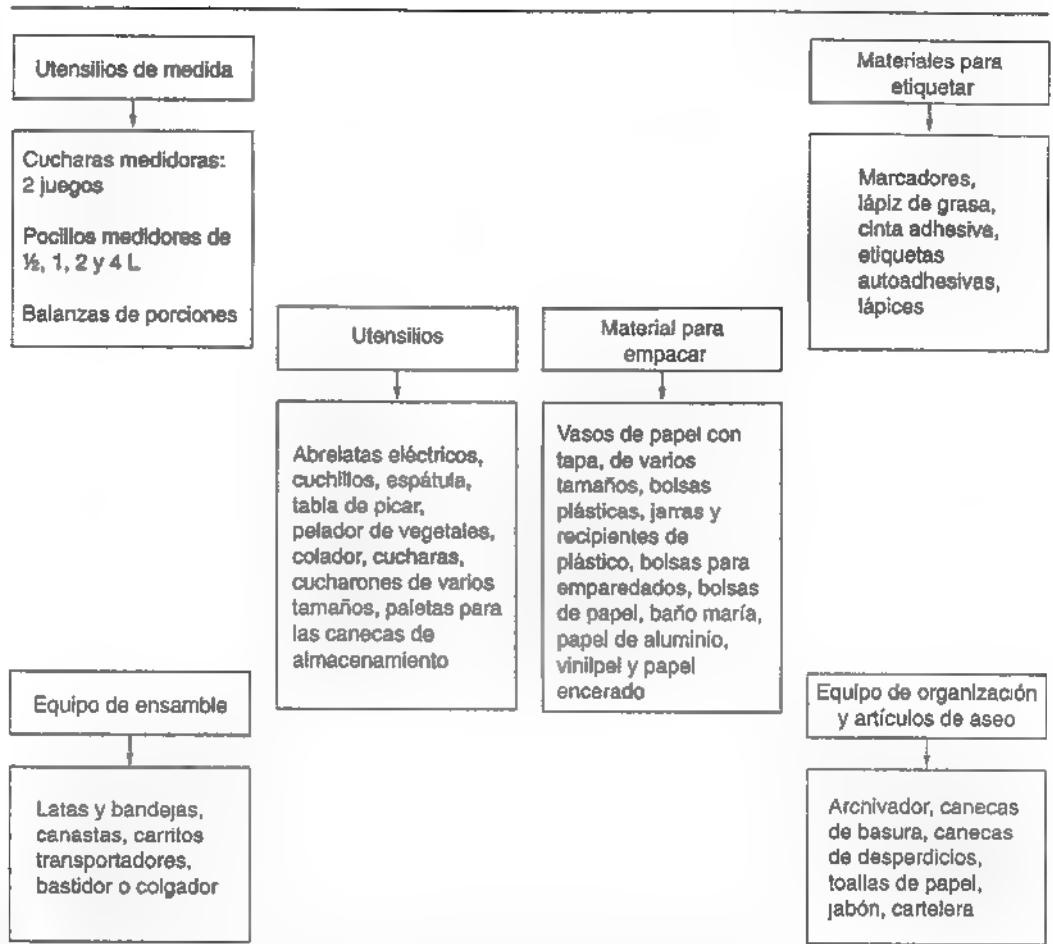 Utensilios de medida
Cucharas medidoras:
2 juegos
Pocillos medidores de
½, 1, 2 y 4 L
Balanzas de porciones
Materiales para
etiquetar
Marcadores,
lápiz de grasa,
cinta adhesiva,
etiquetas
autoadhesivas,
lápices
Utensilios
Abrelatas eléctricos,
cuchillos, espátula,
tabla de picar,
pelador de vegetales,
colador, cucharas,
cucharones de varios
tamaños, paletas para
las canecas de
almacenamiento
Material para
empacar
Vasos de papel con
tapa, de varios
tamaños, bolsas
plásticas, jarras y
recipientes de
plástico, bolsas para
emparedados, bolsas
de papel, baño maría,
papel de aluminio,
vinilpel y papel
encerado
Equipo de ensamble
Latas y bandejas,
canastas, carritos
transportadores,
bastidor o colgador
Equipo de organización
y artículos de aseo
Archivador, canecas
de basura, canecas
de desperdicios,
toallas de papel,
jabón, cartelera